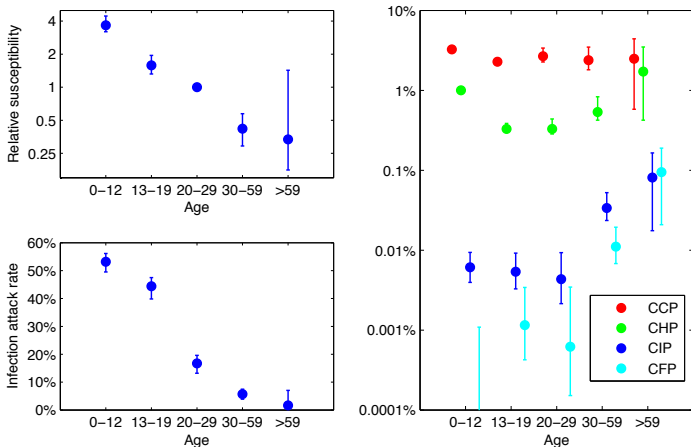 Relative susceptibility
4
2
1
0.5
0.25
0−12 13−19 20−29 30−59 >59
Age
Infection attack rate
60%
50%
40%
30%
20%
10%
0%
0−12 13−19 20−29 30−59 >59
Age
10%
1%
0.1%
0.01%
0.001%
0.0001%
CCP
CHP
CIP
CFP
0−12 13−19 20−29 30−59 >59
Age